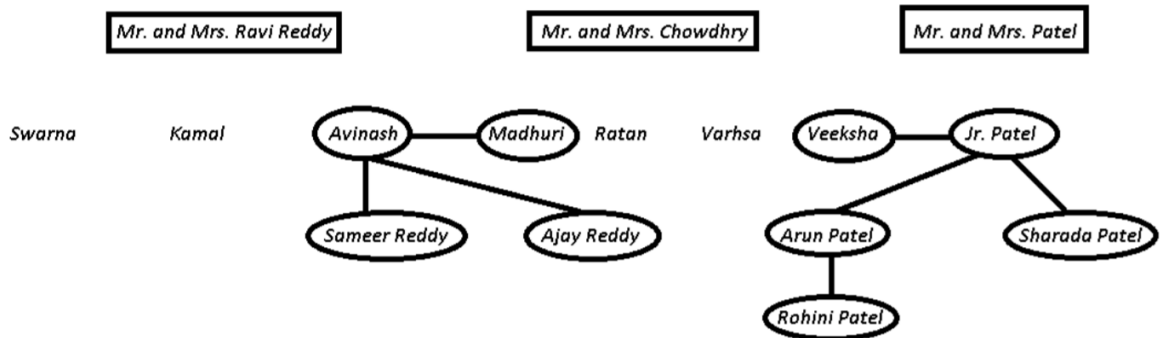 Mr. and Mrs. Ravi Reddy Mr. and Mrs. Chowdhry Mr. and Mrs. Patel
Swarna Kamal Avinash Madhuri Ratan Varhsa Veeksha Jr. Patel
Sameer Reddy Ajay Reddy Arun Patel Sharada Patel
Rohini Patel